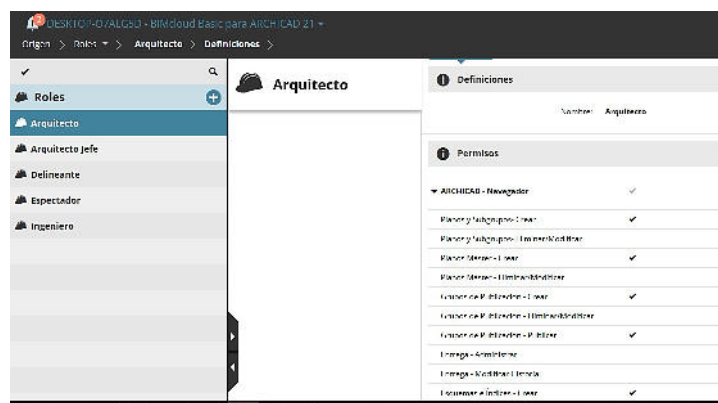 2
DESKTOP-O7ALG5D - BIMcloud Basic para ARCHICAD 21
Origen > Roles > Arquitecto > Definiciones >
Roles
Arquitecto
Arquitecto Jefe
Delineante
Espectador
Ingeniero
Arquitecto
Definiciones
Nombre: Arquitecto
Permisos
ARCHICAD - Navegador
Planos y Subgrupos - Crear
Planos y Subgrupos - Eliminar/Modificar
Planos Master - Crear
Planos Master - Eliminar/Modificar
Grupos de Publicación - Crear
Grupos de Publicación - Eliminar/Modificar
Grupos de Publicación - Publicar
Entrega - Administrar
Entrega - Modificar Historia
Esquemas e Índices - Crear